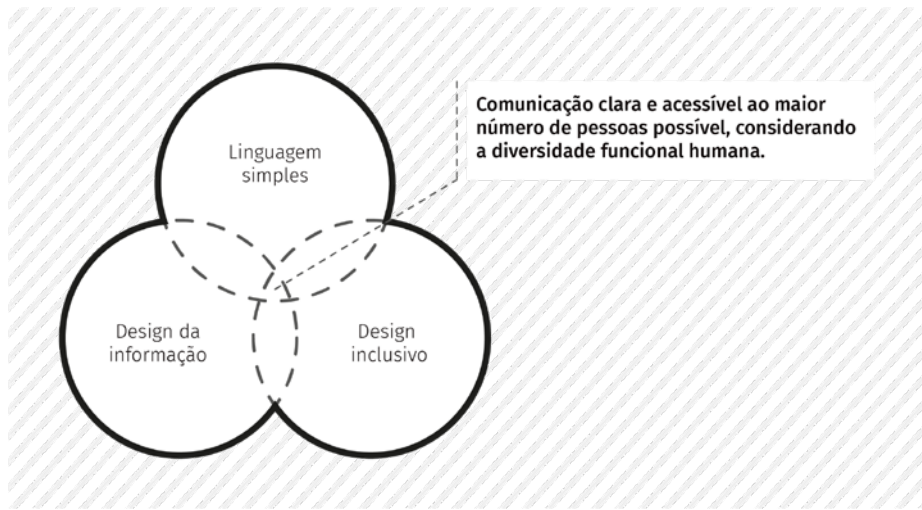 Linguagem
simples
Comunicação clara e acessível ao maior
número de pessoas possível, considerando
a diversidade funcional humana.
Design da
informação
Design
inclusivo